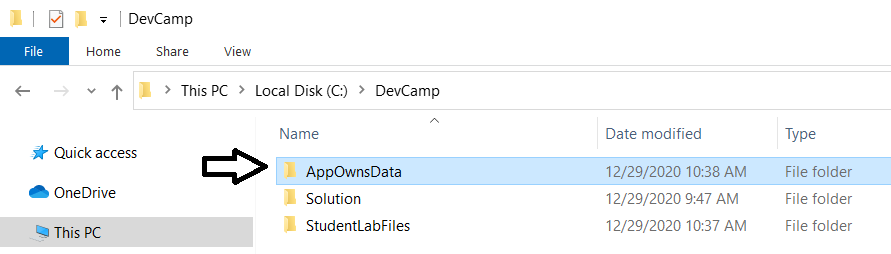 DevCamp
File Home Share View
This PC Local Disk (C:) DevCamp
Name Date modified Type
Quick access
AppOwnsData 12/29/2020 10:38 AM File folder
OneDrive
Solution 12/29/2020 9:47 AM File folder
StudentLabFiles 12/29/2020 10:37 AM File folder
This PC